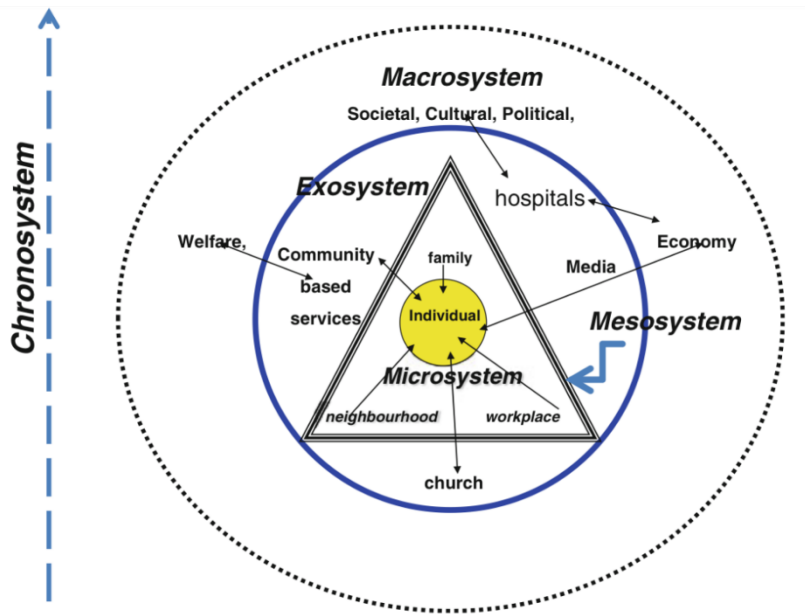 Chronosystem
Macrosystem
Societal, Cultural, Political,
Exosystem
hospitals
Welfare,
Community
based
services
family
Economy
Media
Individual
Mesosystem
Microsystem
neighbourhood
workplace
church